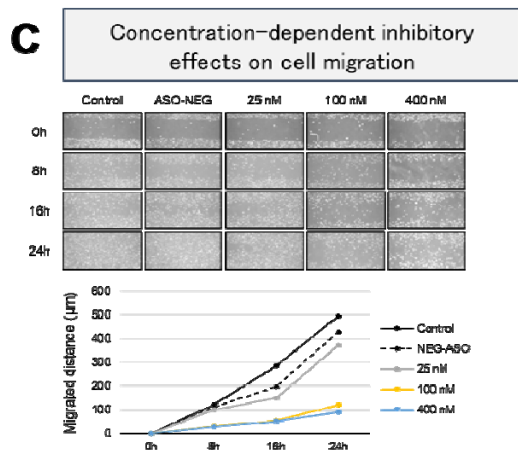 C
Concentration-dependent inhibitory
effects on cell migration
Control ASO-NEG 25 nM 100 nM 400 nM
0h
8h
16h
24h
Migrated distance (μm)
600
500
400
300
200
100
0
0h 8h 16h 24h
Control
NEG-ASO
25 nM
100 mM
400 mM